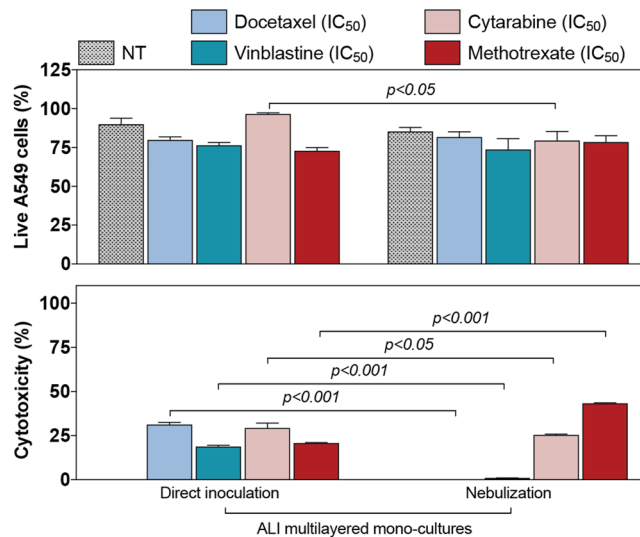 Docetaxel (IC50) Cytarabine (IC50)
NT Vinblastine (IC50) Methotrexate (IC50)
Live A549 cells (%)
125
100
75
50
25
0
p<0.05
Cytotoxicity (%)
100
75
50
25
0
p<0.001
p<0.05
p<0.001
p<0.001
Direct inoculation Nebulization
ALI multilayered mono-cultures